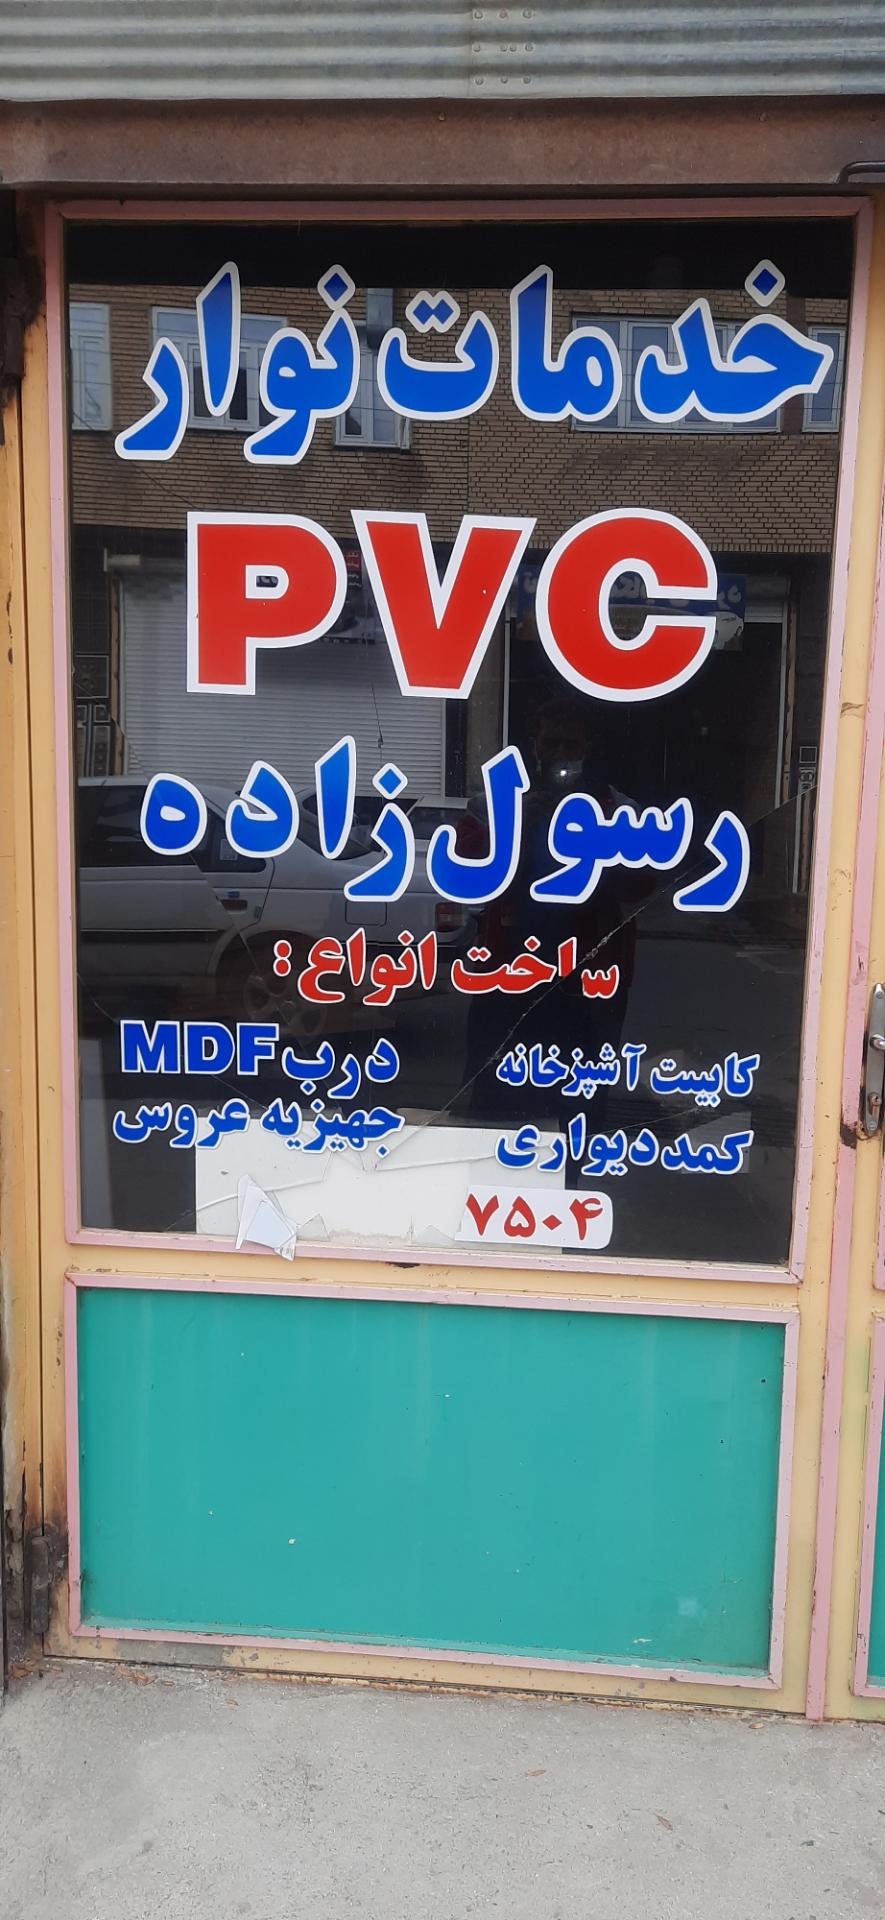 خدمات نوار
PVC
رسول زاده
ساخت انواع :
کابینت آشپزخانه
درب MDF
کمد دیواری
جهیزیه عروس
۷۵۰۴